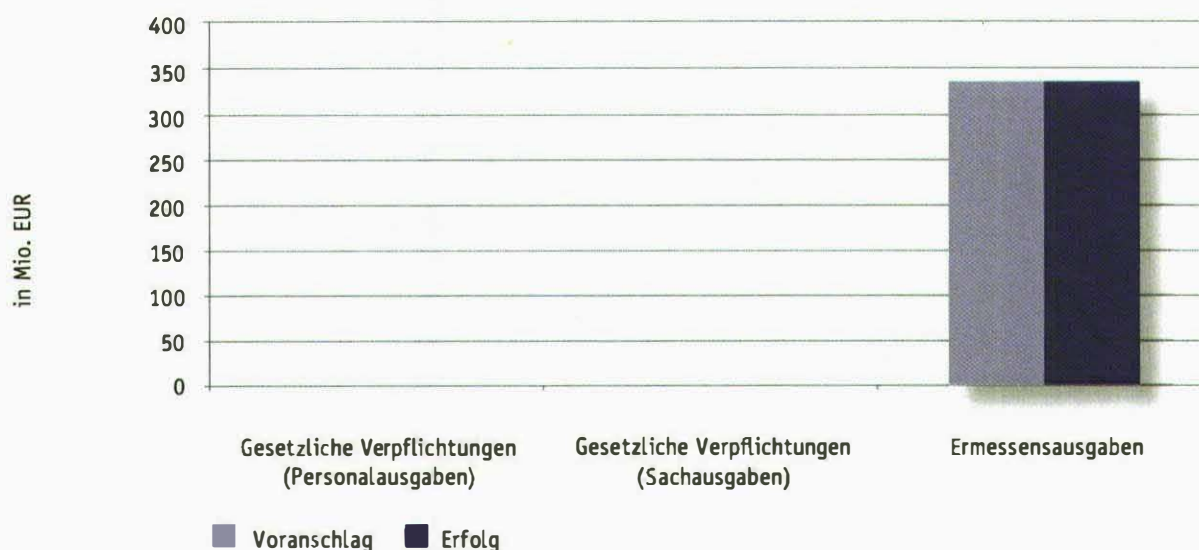 400
350
300
250
200
150
100
50
0
in Mio. EUR
Gesetzliche Verpflichtungen
(Personalausgaben)
Gesetzliche Verpflichtungen
(Sachausgaben)
Ermessensausgaben
Voranschlag
Erfolg